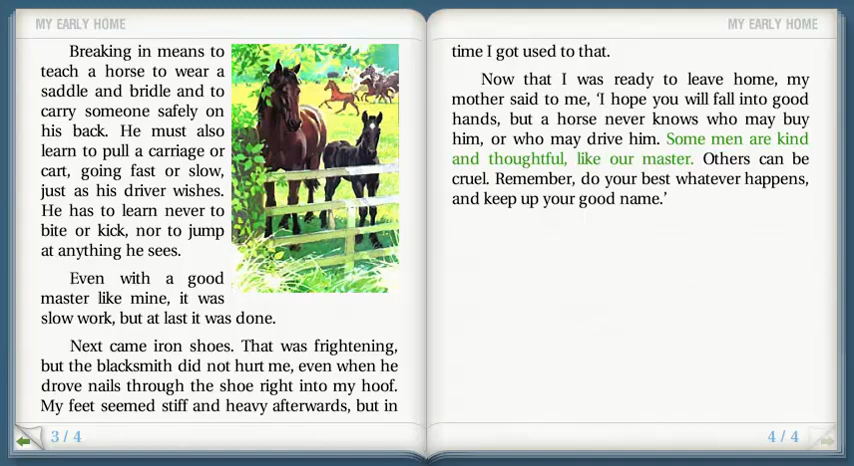 MY EARLY HOME
Breaking in means to
teach a horse to wear a
saddle and bridle and to
carry someone safely on
his back. He must also
learn to pull a carriage or
cart, going fast or slow,
just as his driver wishes.
He has to learn never to
bite or kick, nor to jump
at anything he sees.
Even with a good
master like mine, it was
slow work, but at last it was done.
Next came iron shoes. That was frightening,
but the blacksmith did not hurt me, even when he
drove nails through the shoe right into my hoof.
My feet seemed stiff and heavy afterwards, but in
3 / 4
MY EARLY HOME
time I got used to that.
Now that I was ready to leave home, my
mother said to me, ‘I hope you will fall into good
hands, but a horse never knows who may buy
him, or who may drive him. Some men are kind
and thoughtful, like our master. Others can be
cruel. Remember, do your best whatever happens,
and keep up your good name.’
4 / 4